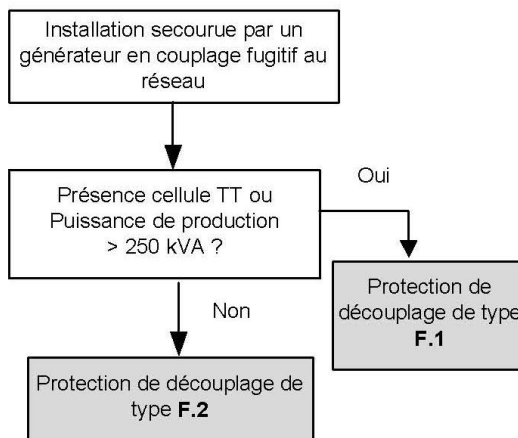 Installation secourue par un
générateur en couplage fugitif au
réseau
Présence cellule TT ou
Puissance de production
> 250 kVA ?
Oui
Non
Protection de
découplage de type
F.1
Protection de découplage de
type F.2